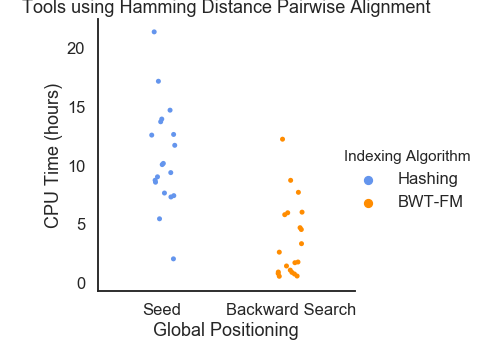 Tools using Hamming Distance Pairwise Alignment
20
15
10
5
0
CPU Time (hours)
Seed
Backward Search
Global Positioning
Indexing Algorithm
Hashing
BWT-FM